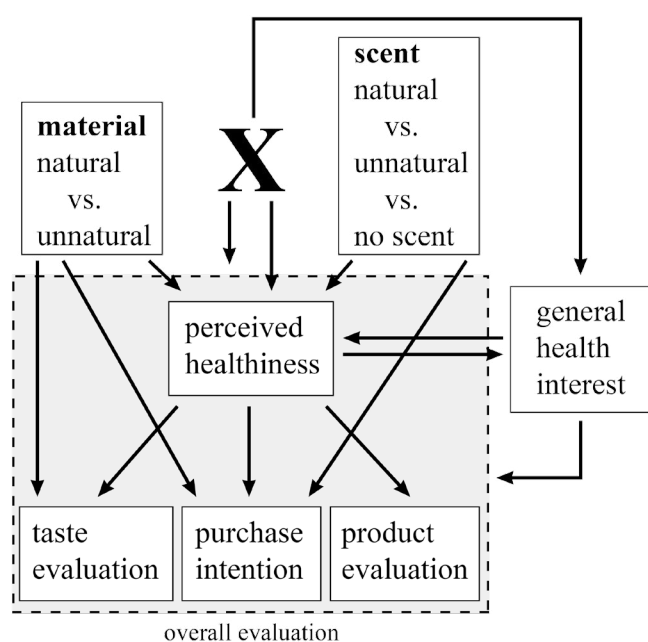 material
natural
vs.
unnatural
X
scent
natural
vs.
unnatural
vs.
no scent
perceived
healthiness
general
health
interest
taste
evaluation
purchase
intention
product
evaluation
overall evaluation